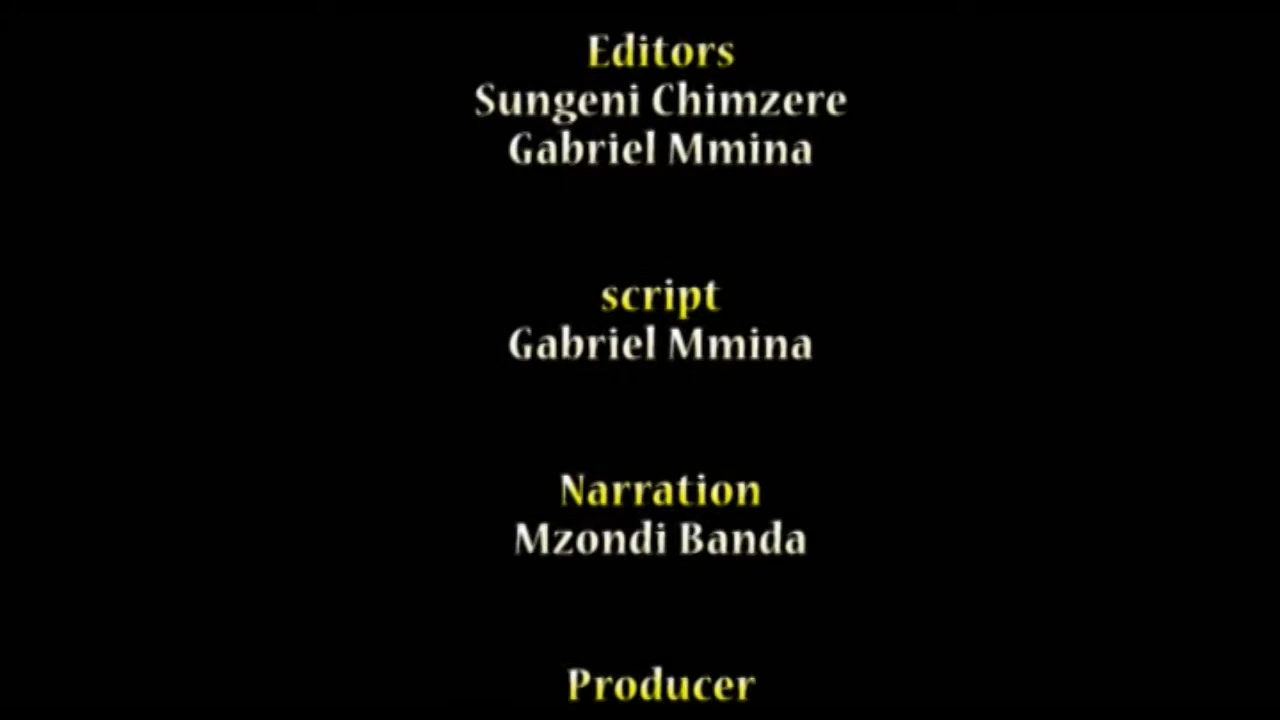 Editors
Sungeni Chimzere
Gabriel Mmina
script
Gabriel Mmina
Narration
Mzondi Banda
Producer